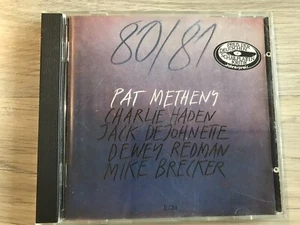 80/81
PAT METHENY
CHARLIE HADEN
JACK DEJOHNETTE
DEWEY REDMAN
MIKE BRECKER
ECM